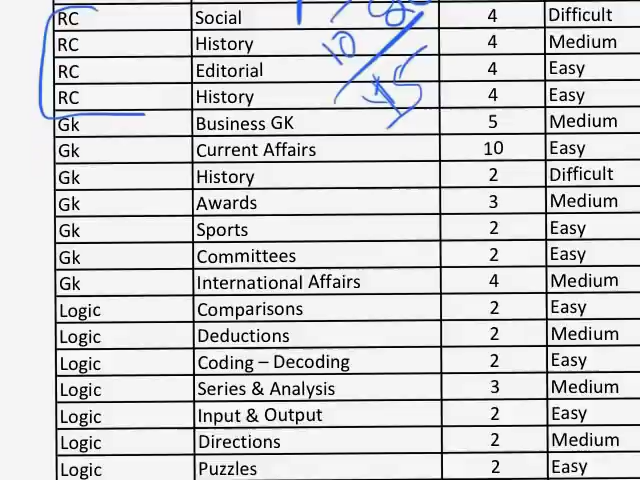 RC Social 4 Difficult
RC History 4 Medium
RC Editorial 4 Easy
RC History 4 Easy
Gk Business GK 5 Medium
Gk Current Affairs 10 Easy
Gk History 2 Difficult
Gk Awards 3 Medium
Gk Sports 2 Easy
Gk Committees 2 Easy
Gk International Affairs 4 Medium
Logic Comparisons 2 Easy
Logic Deductions 2 Medium
Logic Coding – Decoding 2 Easy
Logic Series & Analysis 3 Medium
Logic Input & Output 2 Easy
Logic Directions 2 Medium
Logic Puzzles 2 Easy